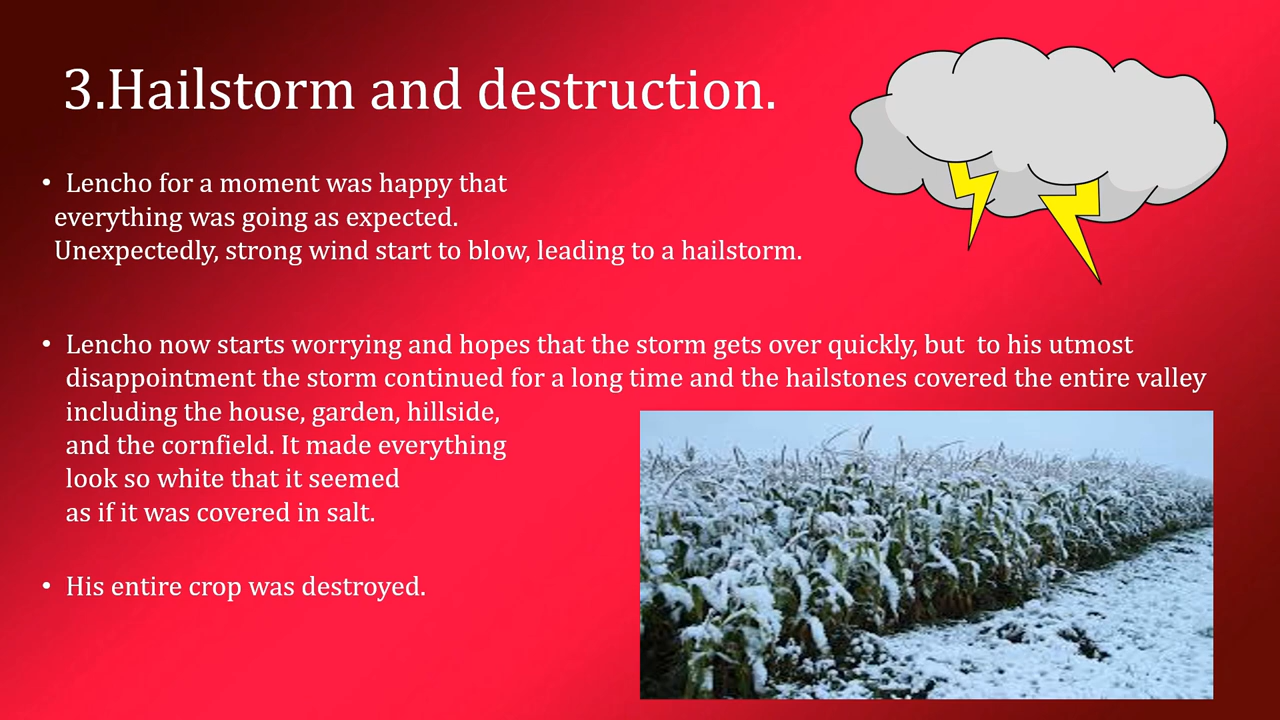 3.Hailstorm and destruction.
• Lencho for a moment was happy that
everything was going as expected.
Unexpectedly, strong wind start to blow, leading to a hailstorm.
• Lencho now starts worrying and hopes that the storm gets over quickly, but  to his utmost
disappointment the storm continued for a long time and the hailstones covered the entire valley
including the house, garden, hillside,
and the cornfield. It made everything
look so white that it seemed
as if it was covered in salt.
• His entire crop was destroyed.